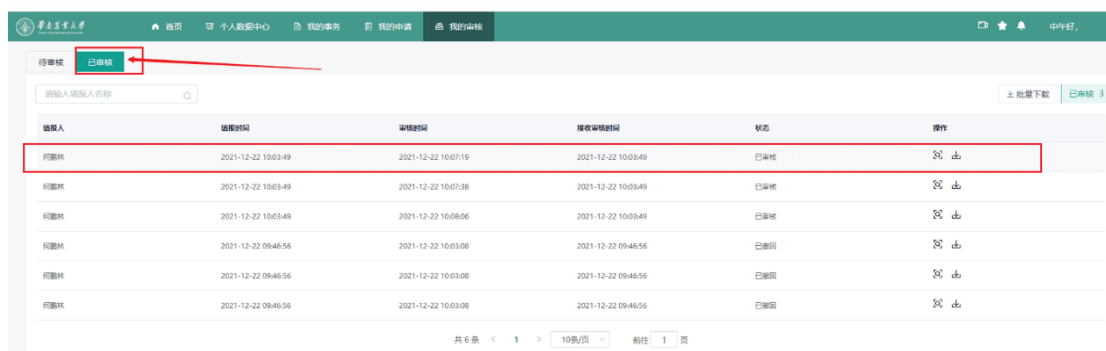 华南农业大学 首页 个人数据中心 我的事务 我的申请 我的审核 中午好,
待审核 已审核
请输入填报人名称 批量下载 已审核 3
填报人 填报时间 审核时间 接收审核时间 状态 操作
何鹏林 2021-12-22 10:03:49 2021-12-22 10:07:19 2021-12-22 10:03:49 已审核
何鹏林 2021-12-22 10:03:49 2021-12-22 10:07:38 2021-12-22 10:03:49 已审核
何鹏林 2021-12-22 10:03:49 2021-12-22 10:08:06 2021-12-22 10:03:49 已审核
何鹏林 2021-12-22 09:46:56 2021-12-22 10:03:08 2021-12-22 09:46:56 已撤回
何鹏林 2021-12-22 09:46:56 2021-12-22 10:03:08 2021-12-22 09:46:56 已撤回
何鹏林 2021-12-22 09:46:56 2021-12-22 10:03:08 2021-12-22 09:46:56 已撤回
共 6 条 < 1 > 10条/页 前往 1 页